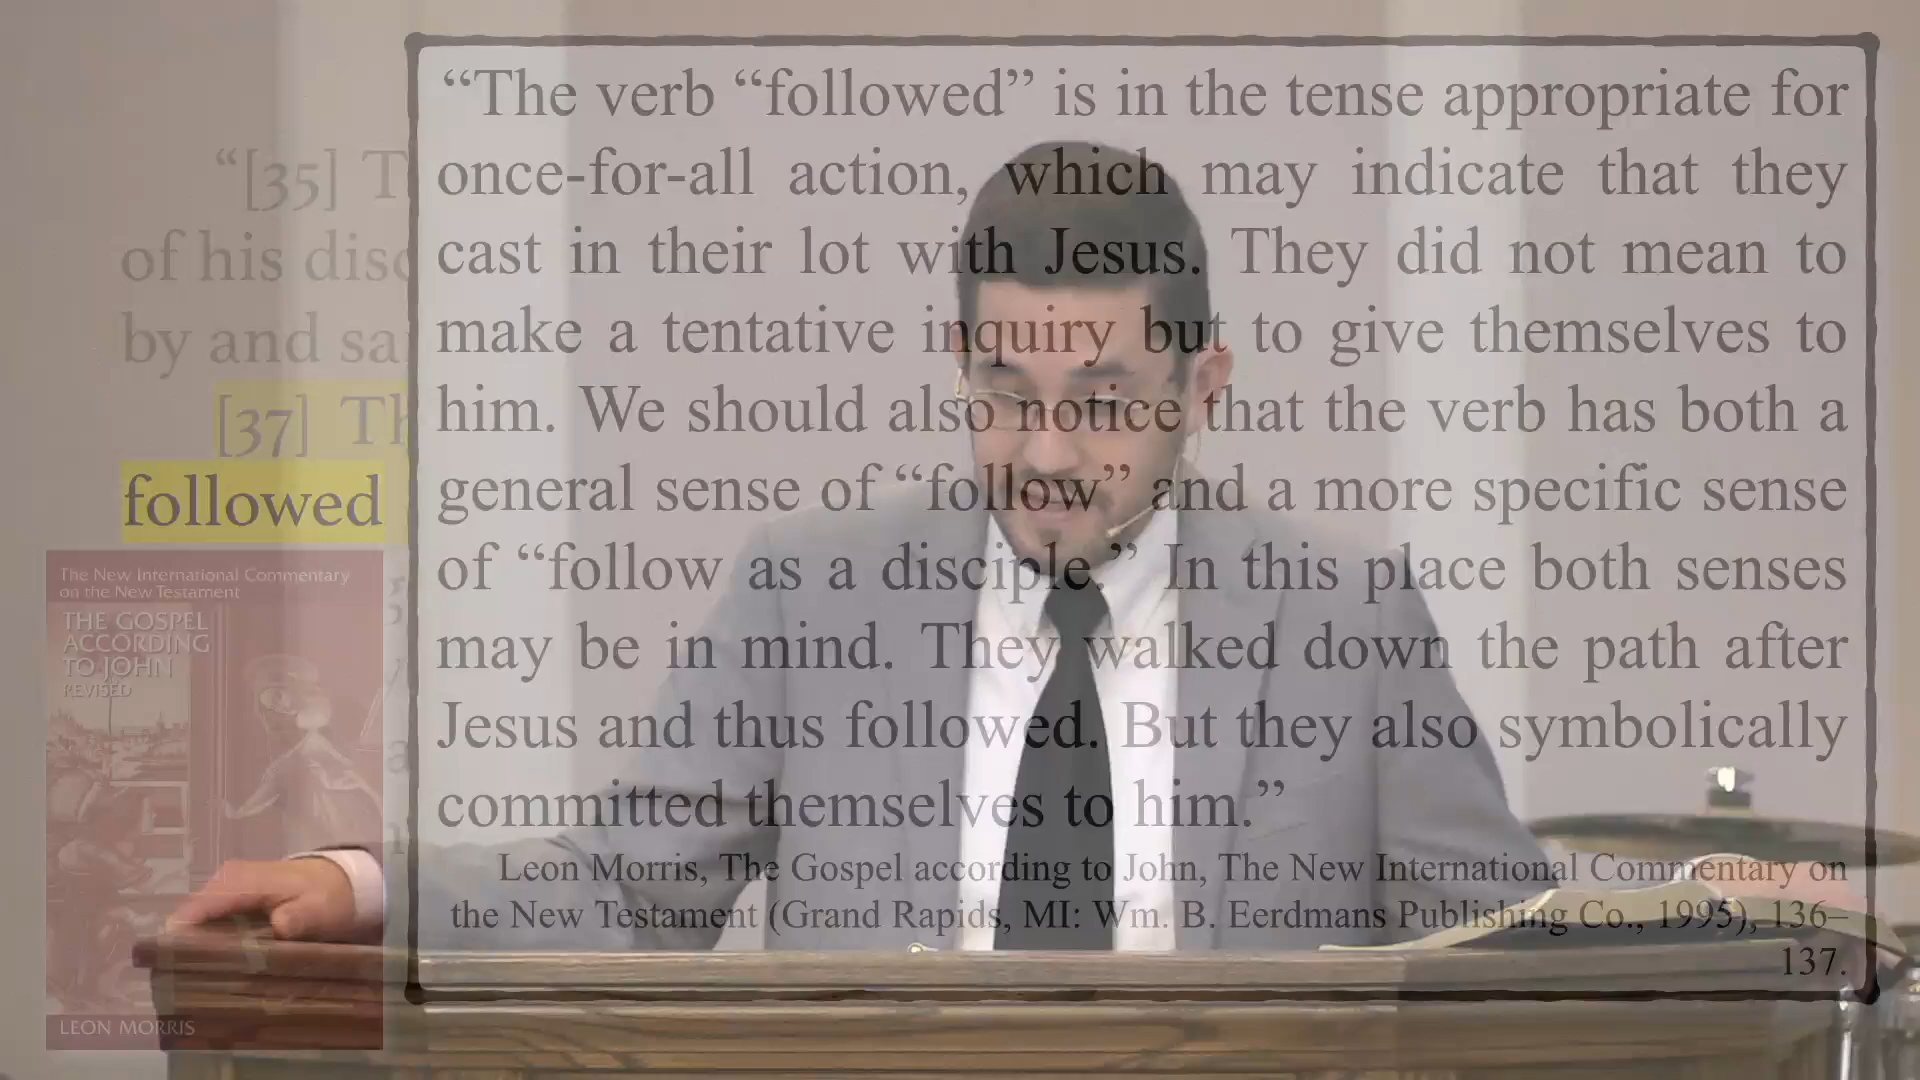 “The verb “followed” is in the tense appropriate for
once-for-all action, which may indicate that they
cast in their lot with Jesus. They did not mean to
make a tentative inquiry but to give themselves to
him. We should also notice that the verb has both a
general sense of “follow” and a more specific sense
of “follow as a disciple.” In this place both senses
may be in mind. They walked down the path after
Jesus and thus followed. But they also symbolically
committed themselves to him.”
Leon Morris, The Gospel according to John, The New International Commentary on
the New Testament (Grand Rapids, MI: Wm. B. Eerdmans Publishing Co., 1995), 136–
137.
“[35] T
of his disc
by and sa
[37] Th
followed
The New International Commentary
on the New Testament
THE GOSPEL
ACCORDING
TO JOHN
REVISED
LEON MORRIS